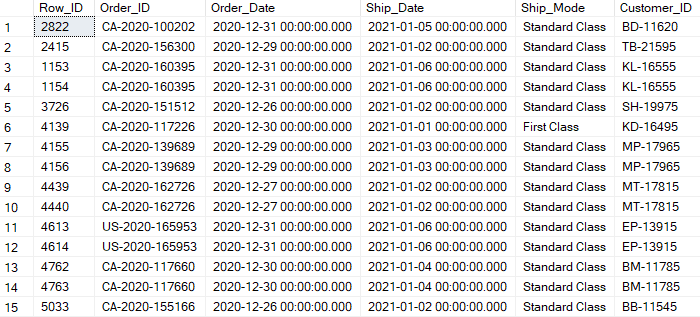 Row_ID Order_ID Order_Date Ship_Date Ship_Mode Customer_ID
1 2822 CA-2020-100202 2020-12-31 00:00:00.000 2021-01-05 00:00:00.000 Standard Class BD-11620
2 2415 CA-2020-156300 2020-12-29 00:00:00.000 2021-01-02 00:00:00.000 Standard Class TB-21595
3 1153 CA-2020-160395 2020-12-31 00:00:00.000 2021-01-06 00:00:00.000 Standard Class KL-16555
4 1154 CA-2020-160395 2020-12-31 00:00:00.000 2021-01-06 00:00:00.000 Standard Class KL-16555
5 3726 CA-2020-151512 2020-12-26 00:00:00.000 2021-01-02 00:00:00.000 Standard Class SH-19975
6 4139 CA-2020-117226 2020-12-30 00:00:00.000 2021-01-01 00:00:00.000 First Class KD-16495
7 4155 CA-2020-139689 2020-12-29 00:00:00.000 2021-01-03 00:00:00.000 Standard Class MP-17965
8 4156 CA-2020-139689 2020-12-29 00:00:00.000 2021-01-03 00:00:00.000 Standard Class MP-17965
9 4439 CA-2020-162726 2020-12-27 00:00:00.000 2021-01-02 00:00:00.000 Standard Class MT-17815
10 4440 CA-2020-162726 2020-12-27 00:00:00.000 2021-01-02 00:00:00.000 Standard Class MT-17815
11 4613 US-2020-165953 2020-12-31 00:00:00.000 2021-01-06 00:00:00.000 Standard Class EP-13915
12 4614 US-2020-165953 2020-12-31 00:00:00.000 2021-01-06 00:00:00.000 Standard Class EP-13915
13 4762 CA-2020-117660 2020-12-30 00:00:00.000 2021-01-04 00:00:00.000 Standard Class BM-11785
14 4763 CA-2020-117660 2020-12-30 00:00:00.000 2021-01-04 00:00:00.000 Standard Class BM-11785
15 5033 CA-2020-155166 2020-12-26 00:00:00.000 2021-01-02 00:00:00.000 Standard Class BB-11545